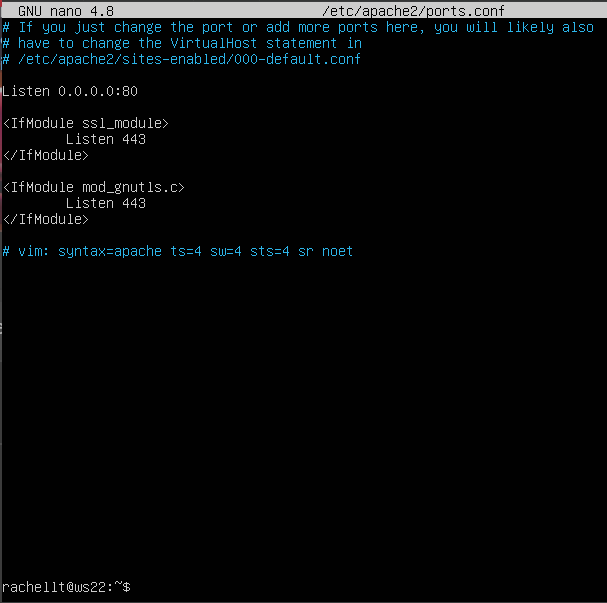 GNU nano 4.8 /etc/apache2/ports.conf
# If you just change the port or add more ports here, you will likely also
# have to change the VirtualHost statement in
# /etc/apache2/sites-enabled/000-default.conf
Listen 0.0.0.0:80
<IfModule ssl_module>
Listen 443
</IfModule>
<IfModule mod_gnutls.c>
Listen 443
</IfModule>
# vim: syntax=apache ts=4 sw=4 sts=4 sr noet
rachellt@ws22:~$